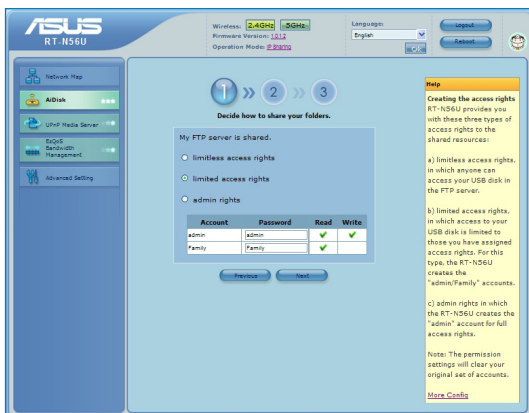 ASUS
RT-N56U
Wireless: 2.4GHz 5GHz
Firmware Version: 1.0.1.2
Operation Mode: IP Sharing
Language:
English
Logout
Reboot
Network Map
AiDisk
UPnP Media Server
EzQoS
Bandwidth
Management
Advanced Setting
1 » 2 » 3
Decide how to share your folders.
My FTP server is shared.
limitless access rights
limited access rights
admin rights
Account Password Read Write
admin admin
Family Family
Previous Next
Help
Creating the access rights
RT-N56U provides you
with these three types of
access rights to the
shared resources:
a) limitless access rights,
in which anyone can
access your USB disk in
the FTP server.
b) limited access rights,
in which access to your
USB disk is limited to
those you have assigned
access rights. For this
type, the RT-N56U
creates the
"admin/Family" accounts.
c) admin rights in which
the RT-N56U creates the
"admin" account for full
access rights.
Note: The permission
settings will clear your
original set of accounts.
More Config